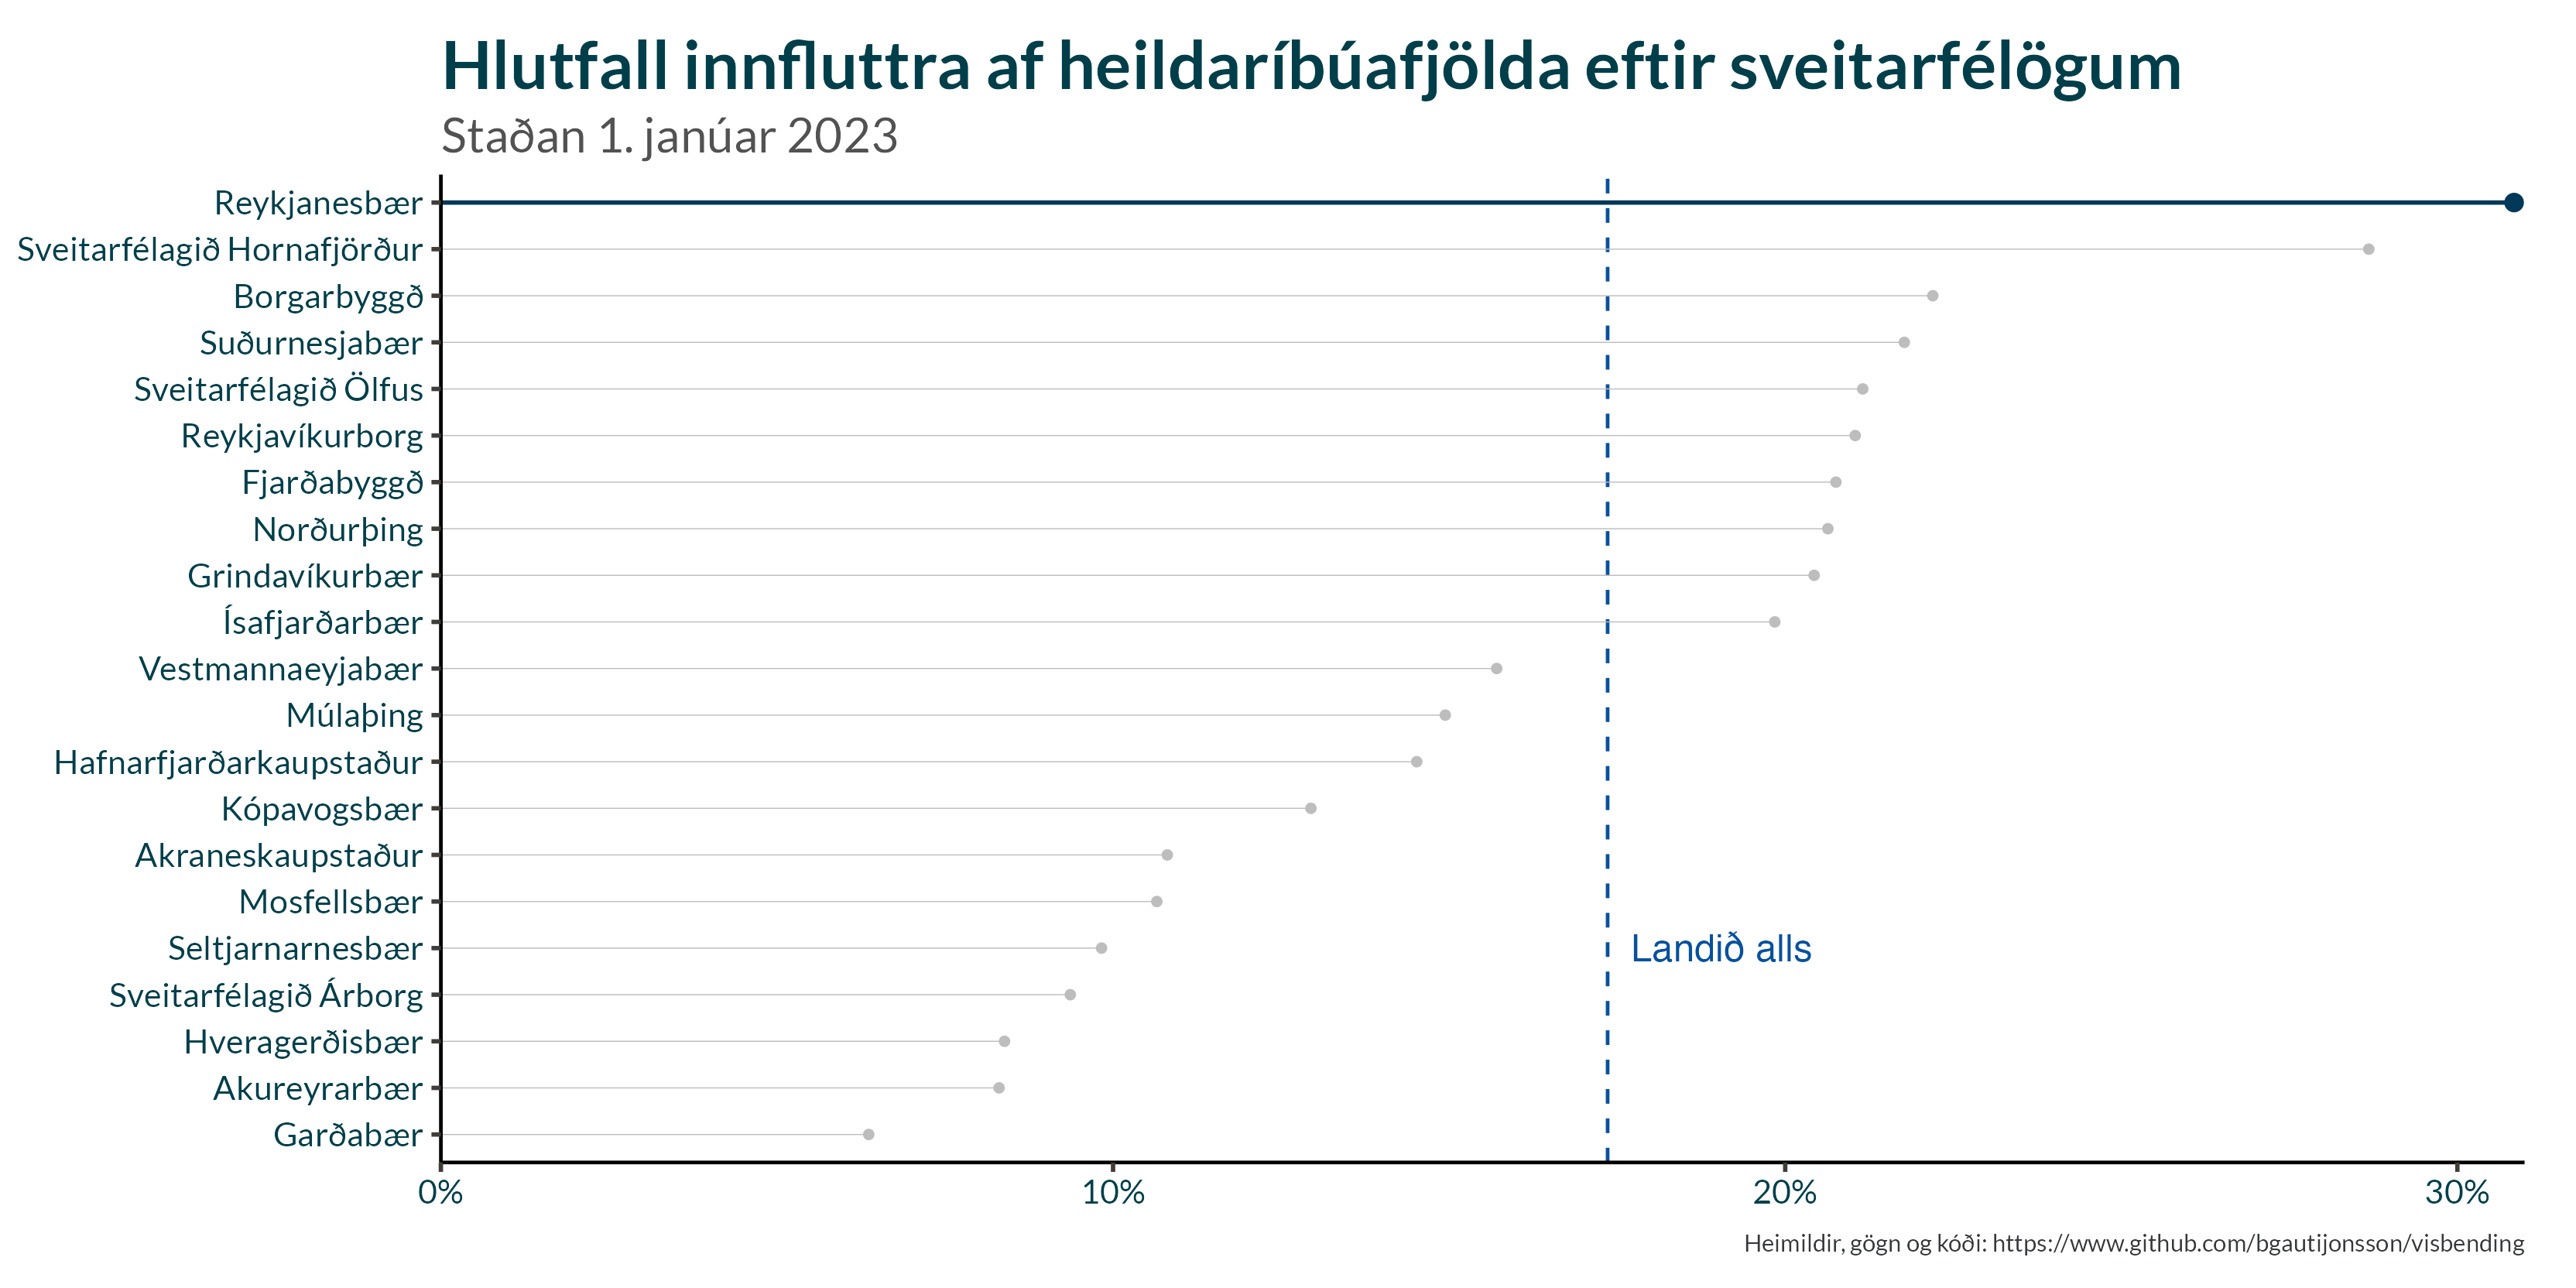 Hlutfall innfluttra af heildaríbúafjölda eftir sveitarfélögum
Staðan 1. janúar 2023
Reykjanesbær
Sveitarfélagið Hornafjörður
Borgarbyggð
Suðurnesjabær
Sveitarfélagið Ölfus
Reykjavíkurborg
Fjarðabyggð
Norðurþing
Grindavíkurbær
Ísafjarðarbær
Vestmannaeyjabær
Múlaþing
Hafnarfjarðarkaupstaður
Kópavogsbær
Akraneskaupstaður
Mosfellsbær
Seltjarnarnesbær
Landið alls
Sveitarfélagið Árborg
Hveragerðisbær
Akureyrarbær
Garðabær
0% 10% 20% 30%
Heimildir, gögn og kóði: https://www.github.com/bgautijonsson/visbending